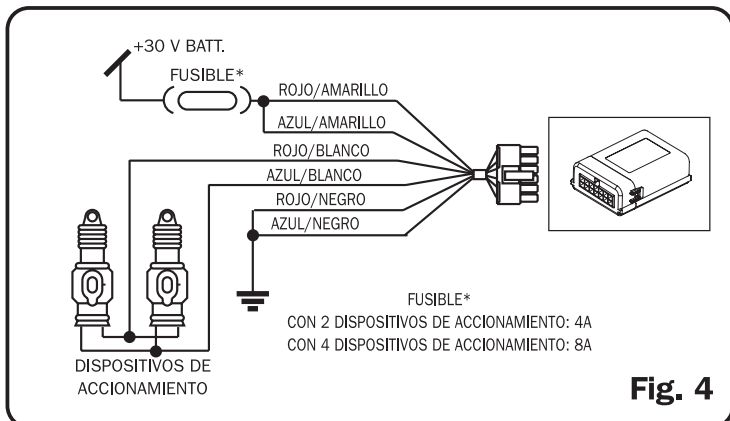 +30 V BATT.
FUSIBLE*
ROJO/AMARILLO
AZUL/AMARILLO
ROJO/BLANCO
AZUL/BLANCO
ROJO/NEGRO
AZUL/NEGRO
FUSIBLE*
CON 2 DISPOSITIVOS DE ACCIONAMIENTO: 4A
CON 4 DISPOSITIVOS DE ACCIONAMIENTO: 8A
DISPOSITIVOS DE
ACCIONAMIENTO
Fig. 4